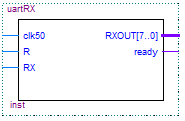 uartRX
clk50 RXOUT[7..0]
R ready
RX
inst